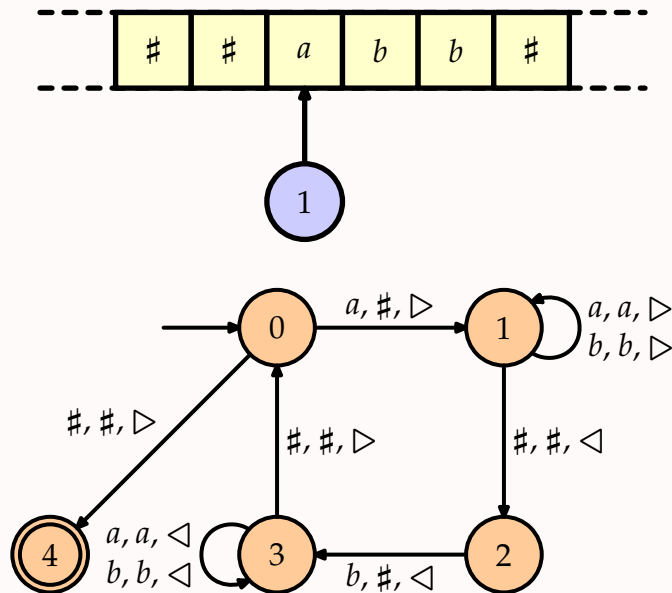 ♯ ♯ a b b ♯
1
0 a, ♯, ▷ 1 a, a, ▷
b, b, ▷
♯, ♯, ▷ ♯, ♯, ▷ ♯, ♯, ◁
4 a, a, ◁ 3 b, ♯, ◁ 2
b, b, ◁